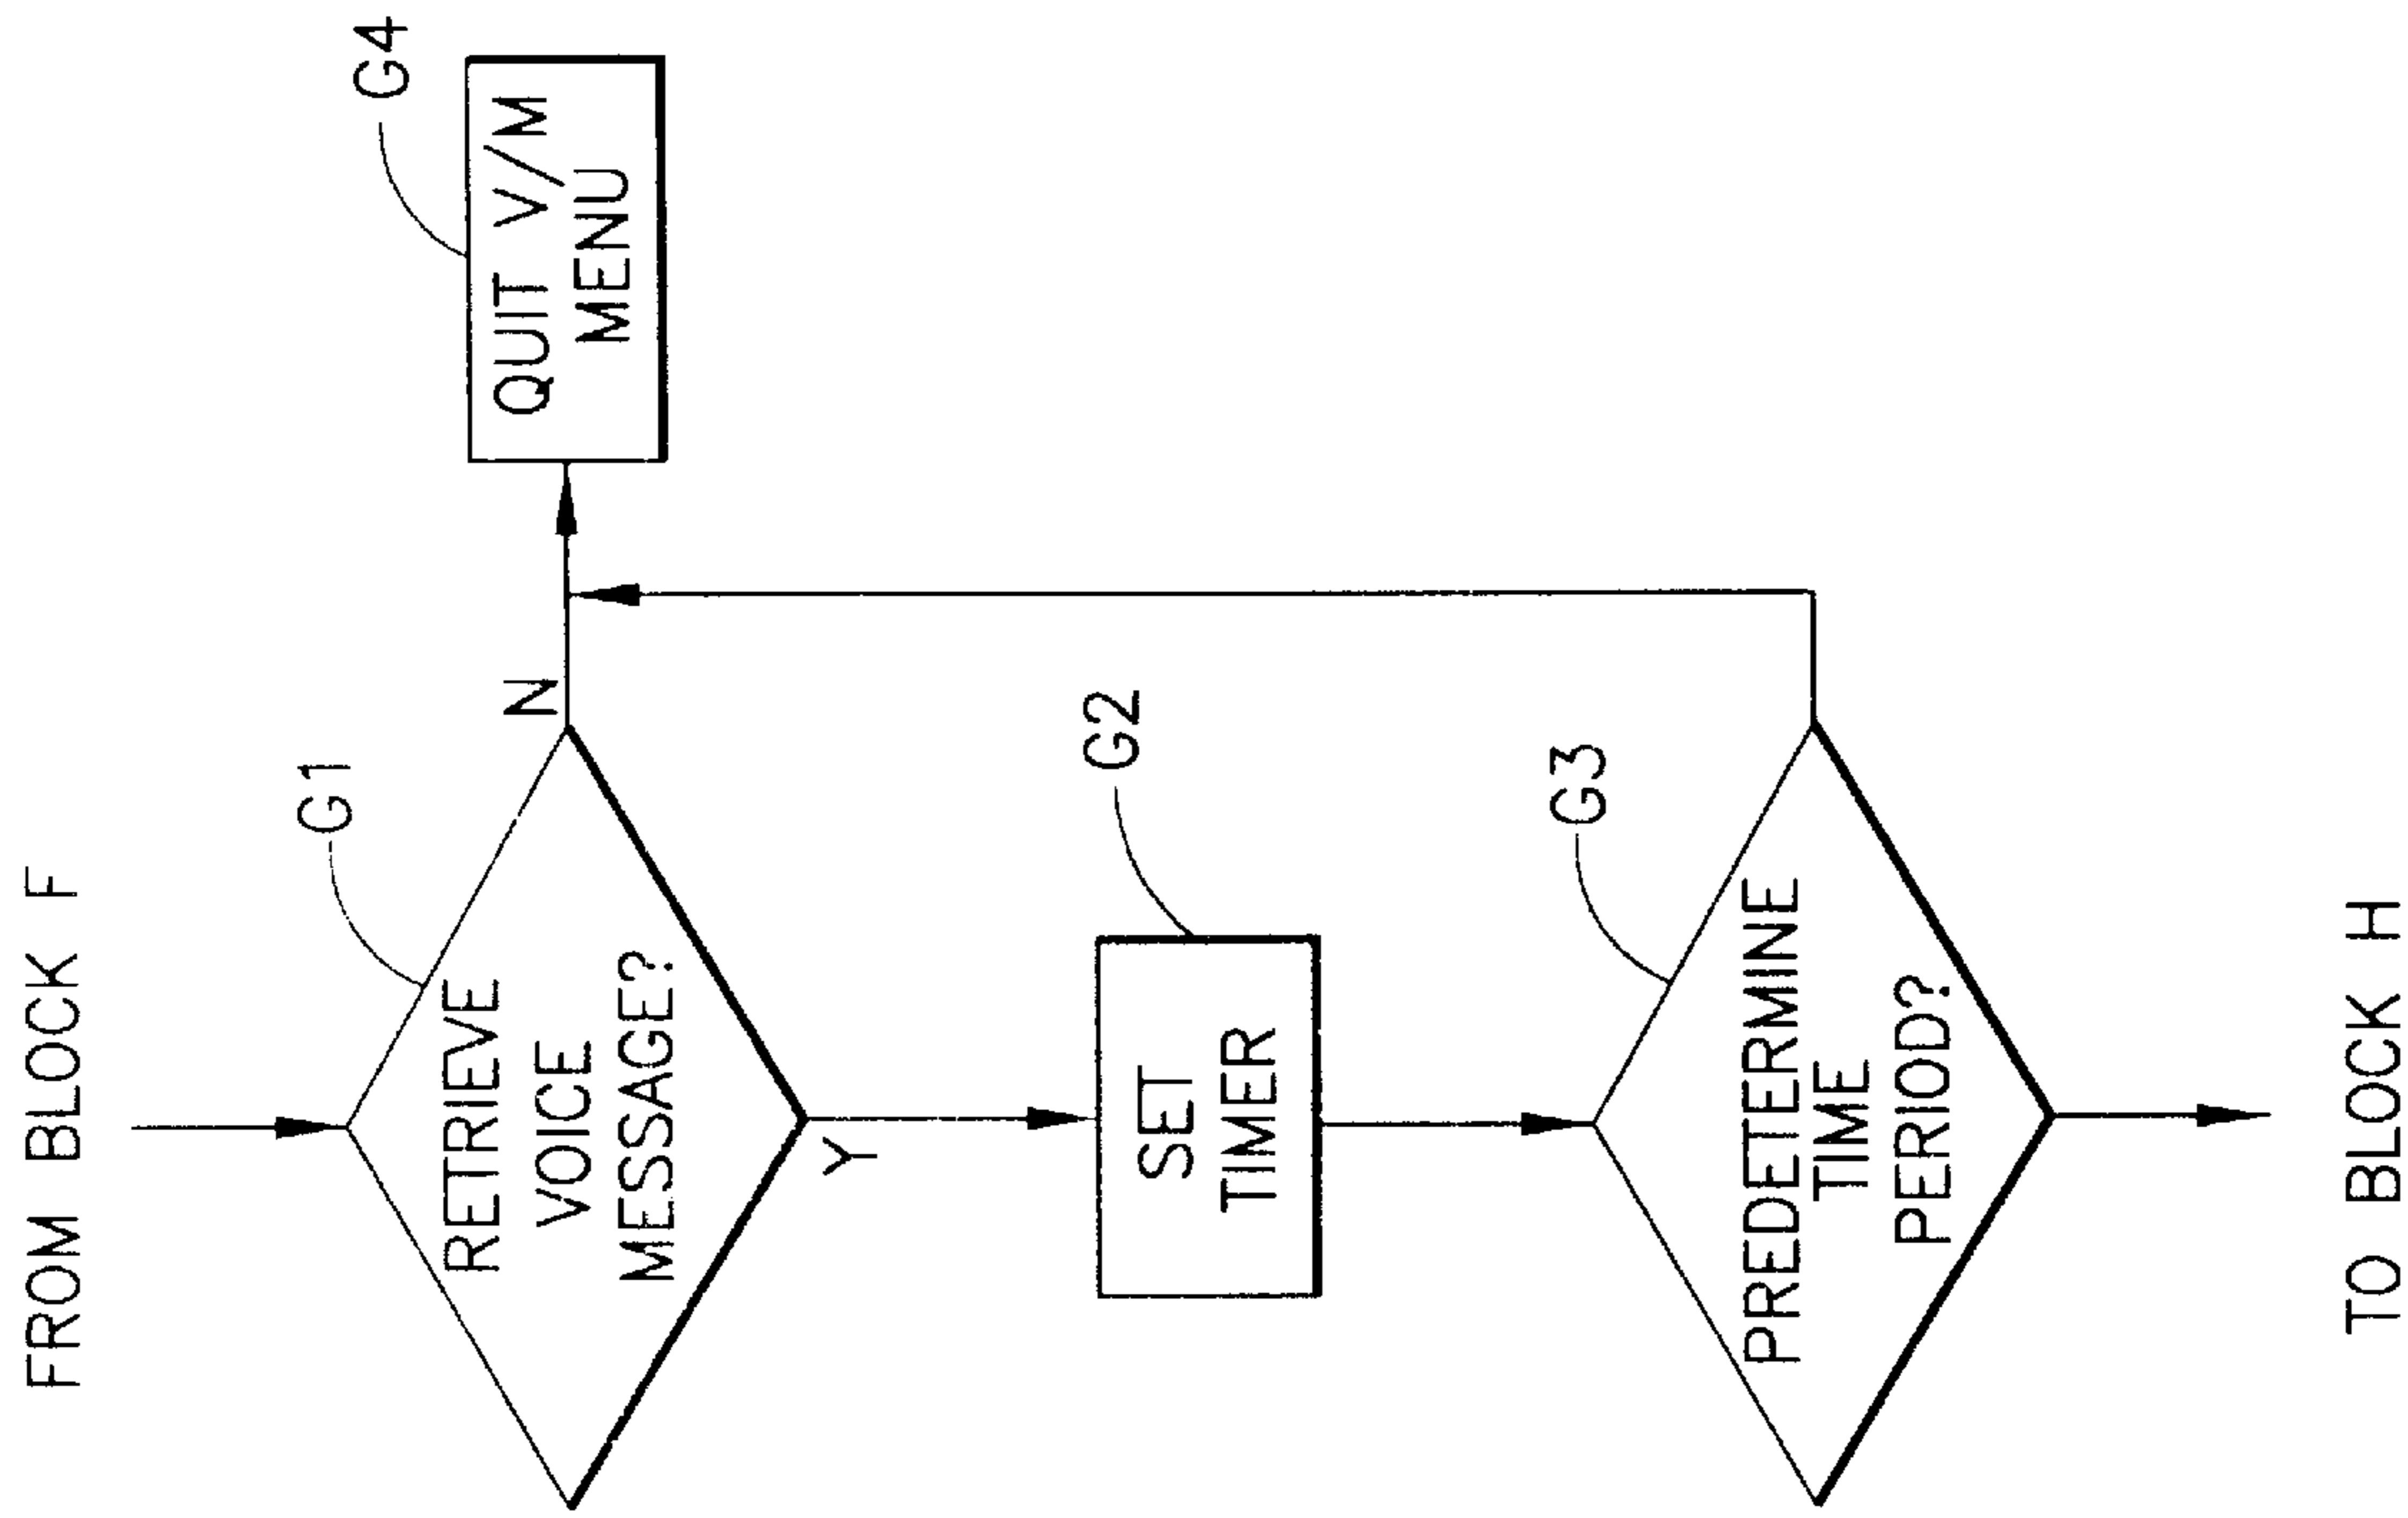 FROM BLOCK F
G1
RETRIEVE
VOICE
MESSAGE?
N
Y
G4
QUIT V/M
MENU
G2
SET
TIMER
G3
PREDETERMINE
TIME
PERIOD?
TO BLOCK H